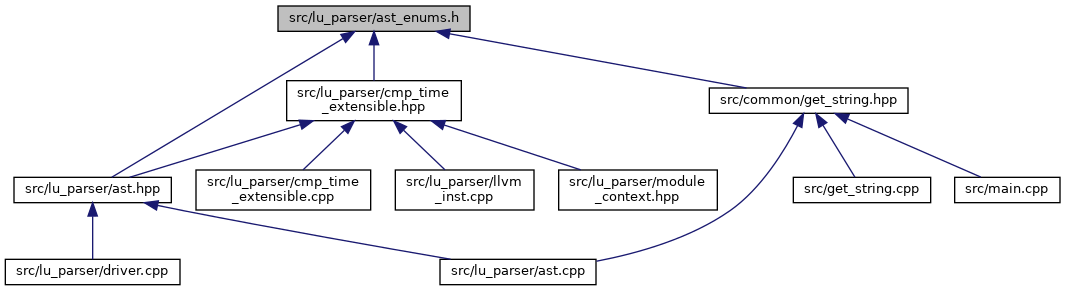 src/lu_parser/ast_enums.h
src/lu_parser/cmp_time
_extensible.hpp
src/common/get_string.hpp
src/lu_parser/ast.hpp
src/lu_parser/cmp_time
_extensible.cpp
src/lu_parser/llvm
_inst.cpp
src/lu_parser/module
_context.hpp
src/get_string.cpp
src/main.cpp
src/lu_parser/driver.cpp
src/lu_parser/ast.cpp